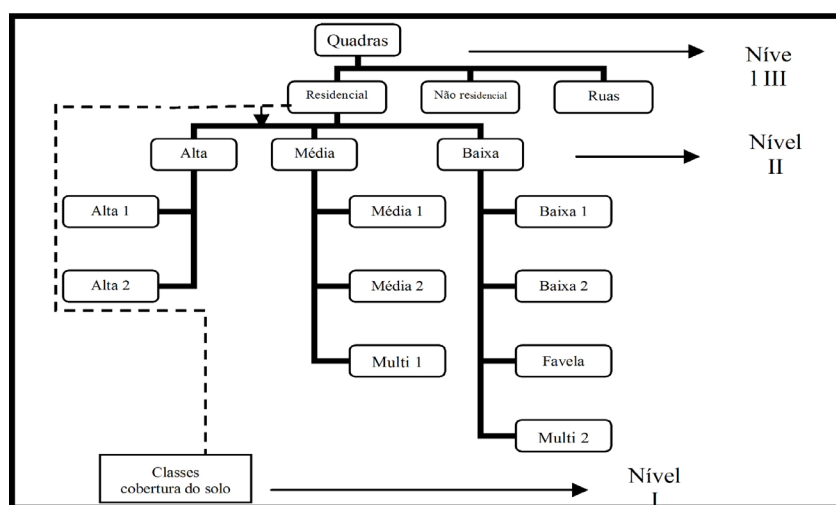 Quadras
Níve
l III
Residencial
Não residencial
Ruas
Alta
Média
Baixa
Nível
II
Alta 1
Média 1
Baixa 1
Alta 2
Média 2
Baixa 2
Multi 1
Favela
Multi 2
Classes
cobertura do solo
Nível
I